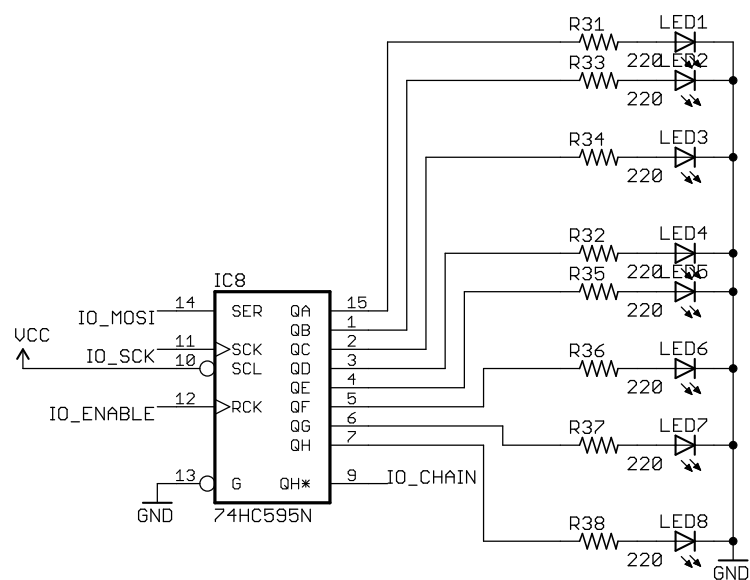 R31 LED1
220
R33 LED2
220
R34 LED3
220
R32 LED4
220
R35 LED5
220
R36 LED6
220
R37 LED7
220
R38 LED8
220
GND
IC8
IO_MOSI 14 SER QA 15
QB 1
VCC
IO_SCK 11 SCK QC 2
10 SCL QD 3
QE 4
IO_ENABLE 12 RCK QF 5
QG 6
QH 7
13 G QH* 9 IO_CHAIN
GND
74HC595N